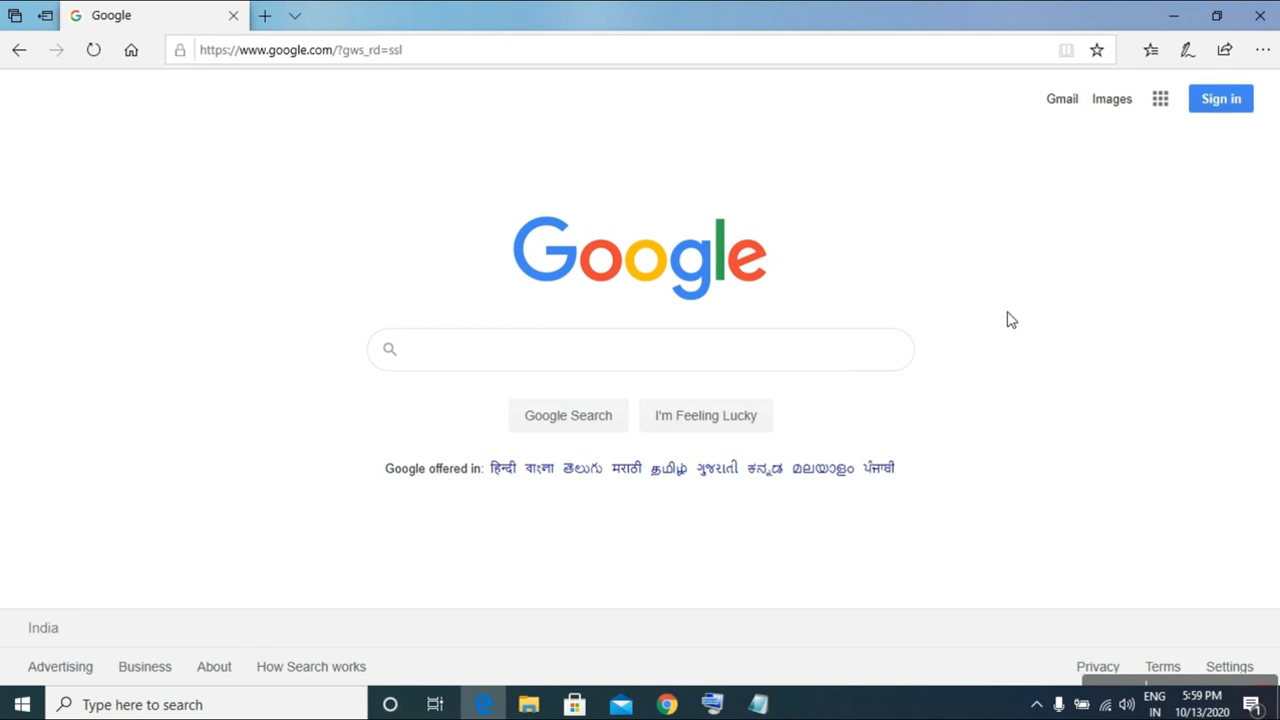 Google
https://www.google.com/?gws_rd=ssl
Gmail Images Sign in
Google
Google Search I'm Feeling Lucky
Google offered in: हिन्दी বাংলা తెలుగు मराठी தமிழ் ગુજરાતી ಕನ್ನಡ മലയാളം ਪੰਜਾਬੀ
India
Advertising Business About How Search works Privacy Terms Settings
Type here to search
ENG
IN
5:59 PM
10/13/2020
1